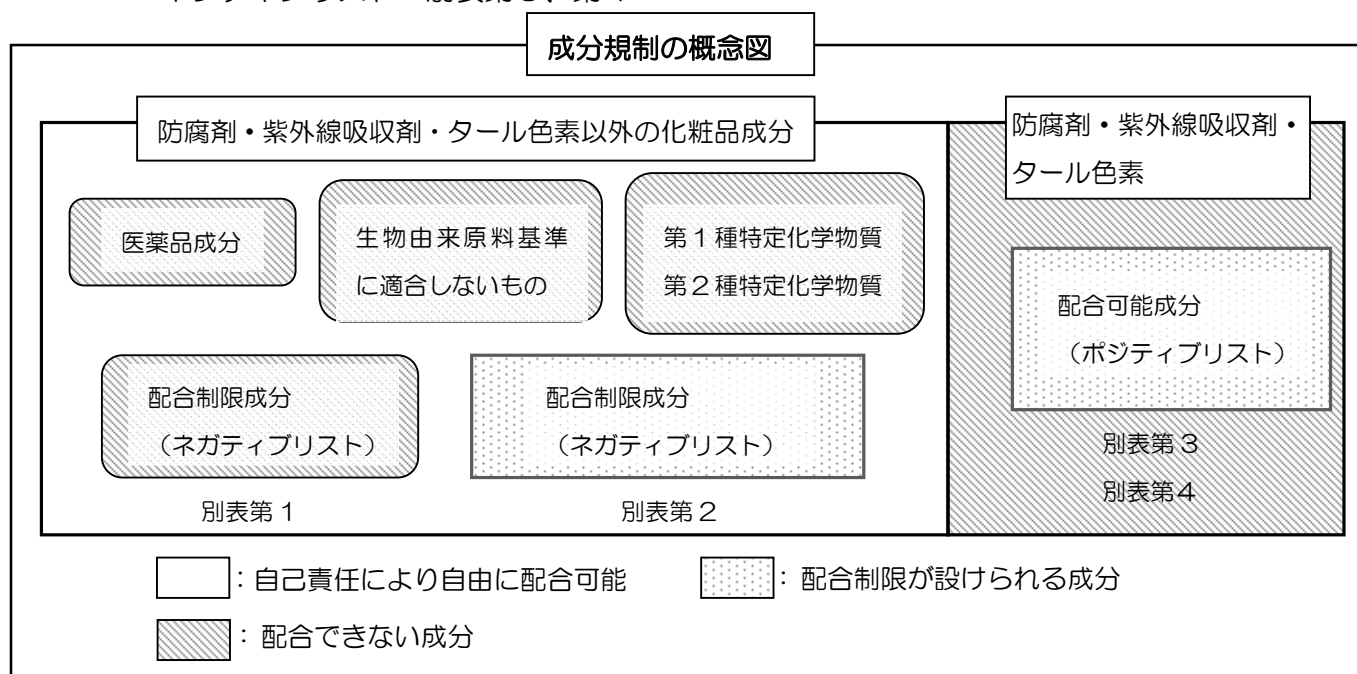 成分規制の概念図
防腐剤・紫外線吸収剤・タール色素以外の化粧品成分
防腐剤・紫外線吸収剤・
タール色素
医薬品成分
生物由来原料基準
に適合しないもの
第1種特定化学物質
第2種特定化学物質
配合可能成分
（ポジティブリスト）
配合制限成分
（ネガティブリスト）
配合制限成分
（ネガティブリスト）
別表第3
別表第4
別表第1
別表第2
：自己責任により自由に配合可能
：配合制限が設けられる成分
：配合できない成分